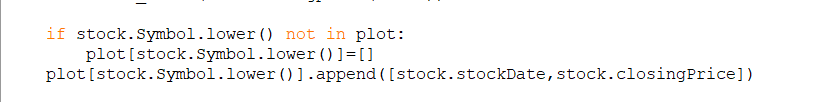 if stock.Symbol.lower() not in plot:
    plot[stock.Symbol.lower()]=[]
plot[stock.Symbol.lower()].append([stock.stockDate,stock.closingPrice])